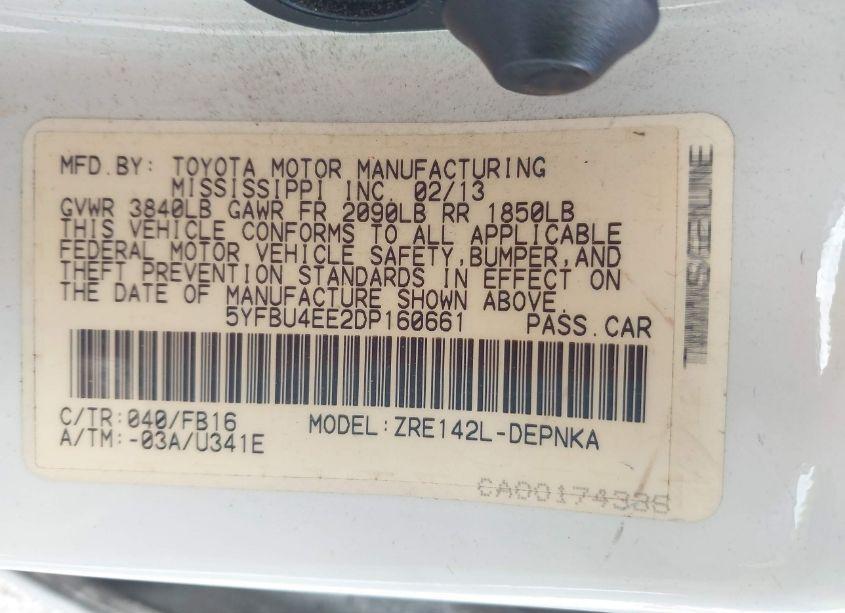 MFD.BY: TOYOTA MOTOR MANUFACTURING
MISSISSIPPI INC. 02/13
GVWR 3840LB GAWR FR 2090LB RR 1850LB
THIS VEHICLE CONFORMS TO ALL APPLICABLE
FEDERAL MOTOR VEHICLE SAFETY,BUMPER,AND
THEFT PREVENTION STANDARDS IN EFFECT ON
THE DATE OF MANUFACTURE SHOWN ABOVE.
5YFBU4EE2DP160661 PASS.CAR
C/TR:040/FB16 MODEL:ZRE142L-DEPNKA
A/TM:-03A/U341E